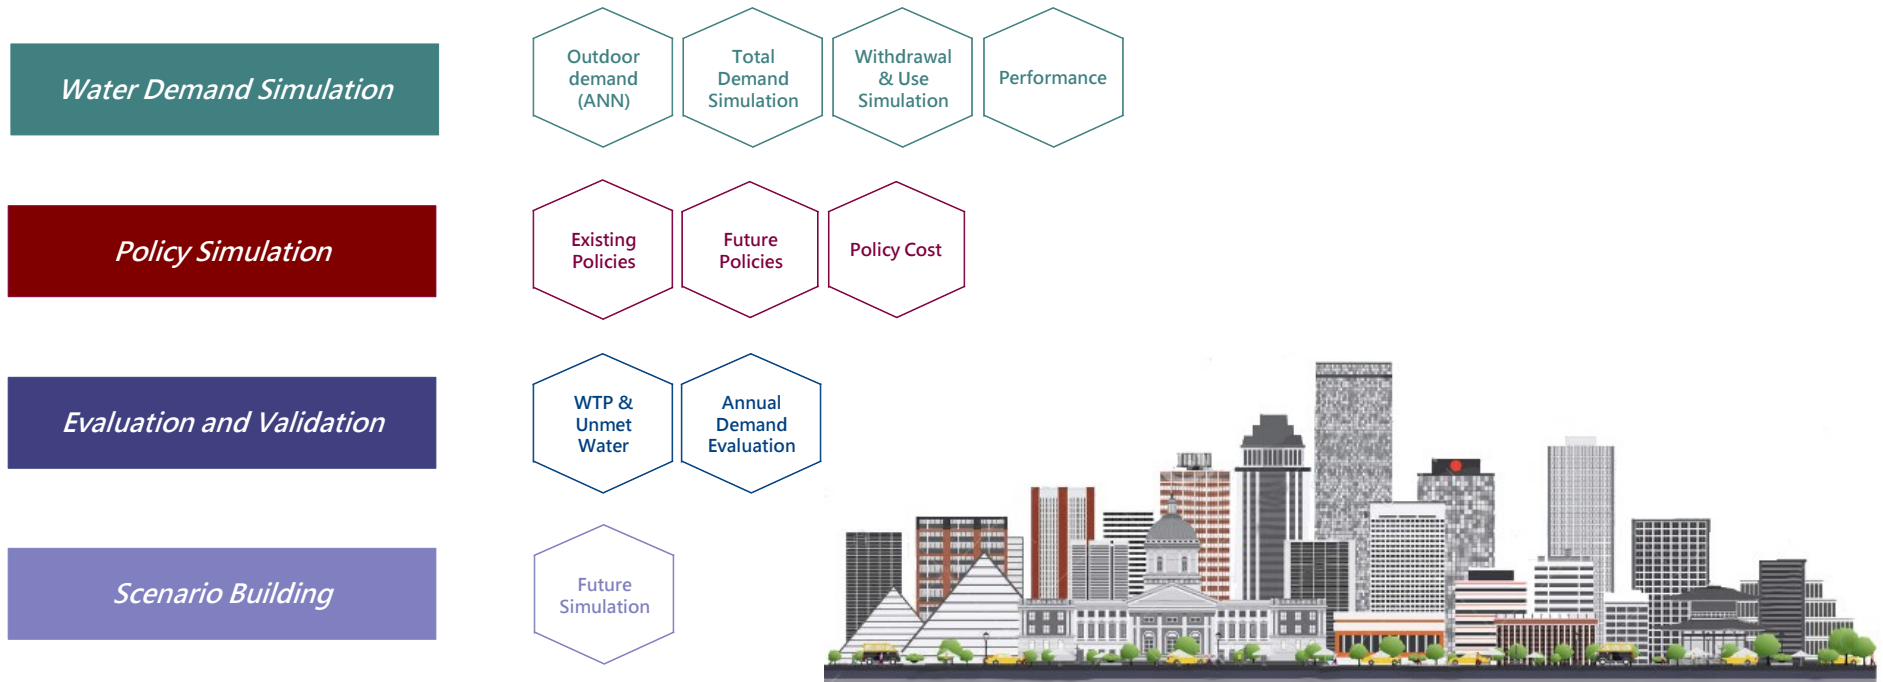 Water Demand Simulation
Outdoor
demand
(ANN)
Total
Demand
Simulation
Withdrawal
& Use
Simulation
Performance
Policy Simulation
Existing
Policies
Future
Policies
Policy Cost
Evaluation and Validation
WTP &
Unmet
Water
Annual
Demand
Evaluation
Scenario Building
Future
Simulation